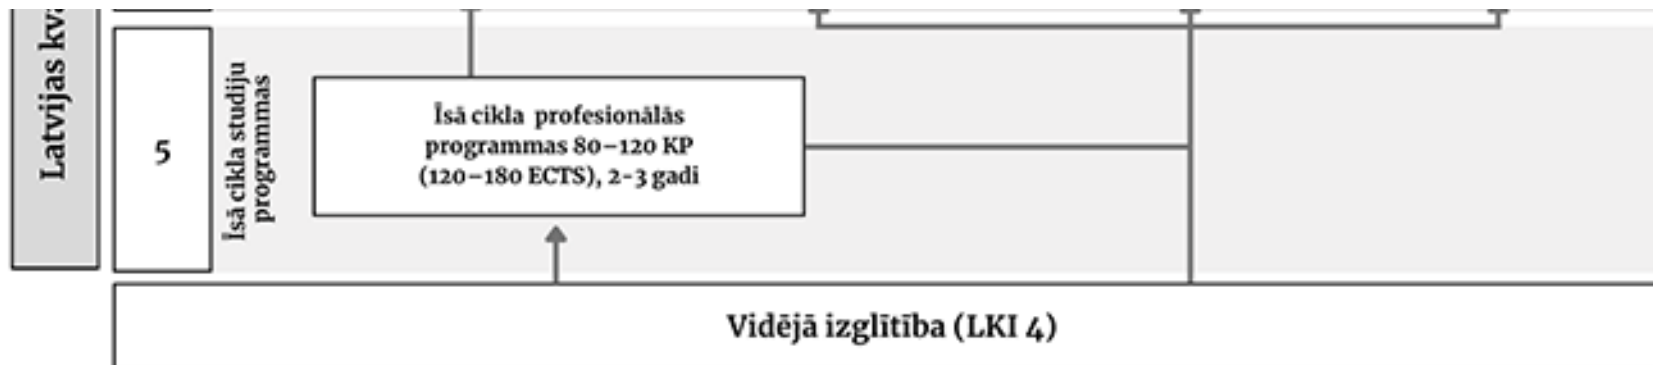 Latvijas
5
Īsā cikla studiju
programmas
Īsā cikla profesionālās
programmas 80–120 KP
(120–180 ECTS), 2-3 gadi
Vidējā izglītība (LKI 4)